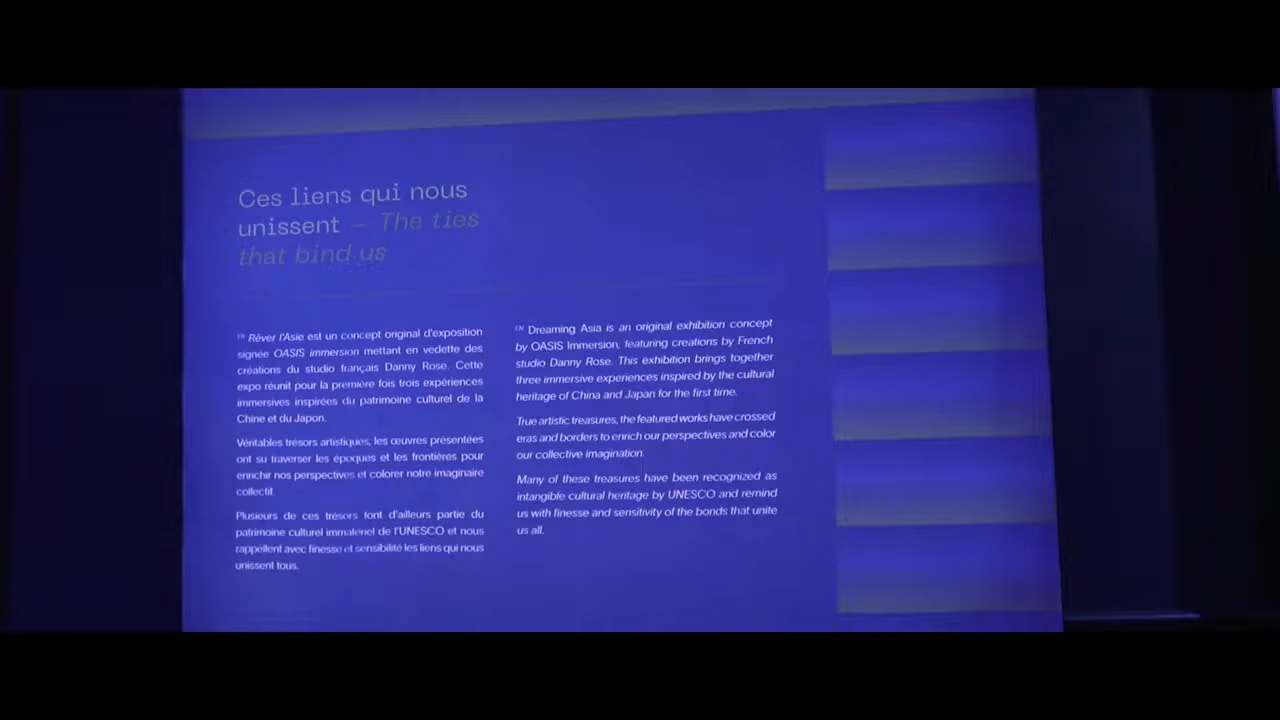 Ces liens qui nous
unissent – The ties
that bind us
FR Rêver l'Asie est un concept original d'exposition
signée OASIS immersion mettant en vedette des
créations du studio français Danny Rose. Cette
expo réunit pour la première fois trois expériences
immersives inspirées du patrimoine culturel de la
Chine et du Japon.
Véritables trésors artistiques, les œuvres présentées
ont su traverser les époques et les frontières pour
enrichir nos perspectives et colorer notre imaginaire
collectif.
Plusieurs de ces trésors font d'ailleurs partie du
patrimoine culturel immatériel de l'UNESCO et nous
rappellent avec finesse et sensibilité les liens qui nous
unissent tous.
EN Dreaming Asia is an original exhibition concept
by OASIS Immersion, featuring creations by French
studio Danny Rose. This exhibition brings together
three immersive experiences inspired by the cultural
heritage of China and Japan for the first time.
True artistic treasures, the featured works have crossed
eras and borders to enrich our perspectives and color
our collective imagination.
Many of these treasures have been recognized as
intangible cultural heritage by UNESCO and remind
us with finesse and sensitivity of the bonds that unite
us all.